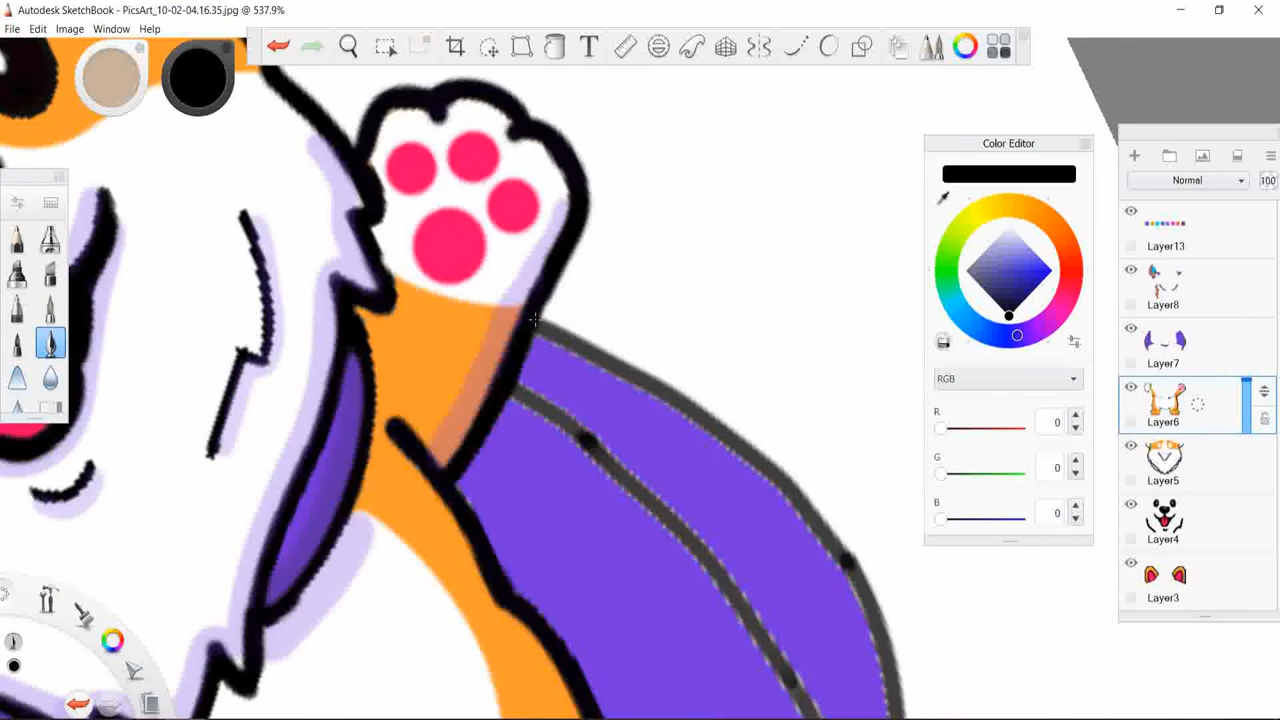 Autodesk SketchBook - PicsArt_10-02-04.16.35.jpg @ 537.9%
File Edit Image Window Help
T
Color Editor
RGB
R 0
G 0
B 0
Normal 100
Layer13
Layer8
Layer7
Layer6
Layer5
Layer4
Layer3